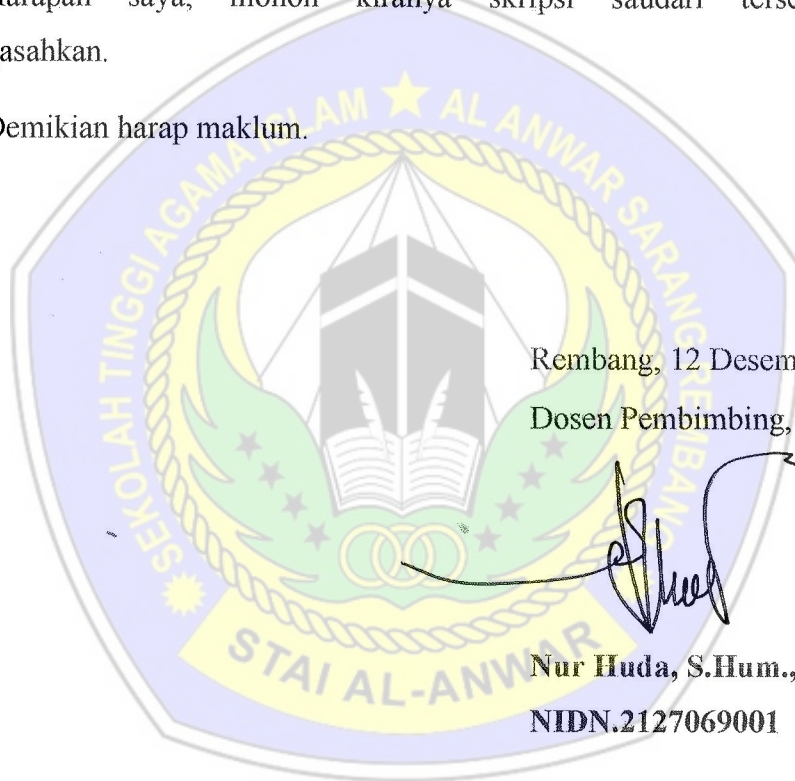 harapan saya, mohon kiranya skripsi saudari terse
asahkan.
Demikian harap maklum.
SEKOLAH TINGGI AGAMA ISLAM AL ANWAR SARANG REMBANG
Rembang, 12 Desem
Dosen Pembimbing,
STAI AL-ANWAR
Nur Huda, S.Hum.,
NIDN.2127069001